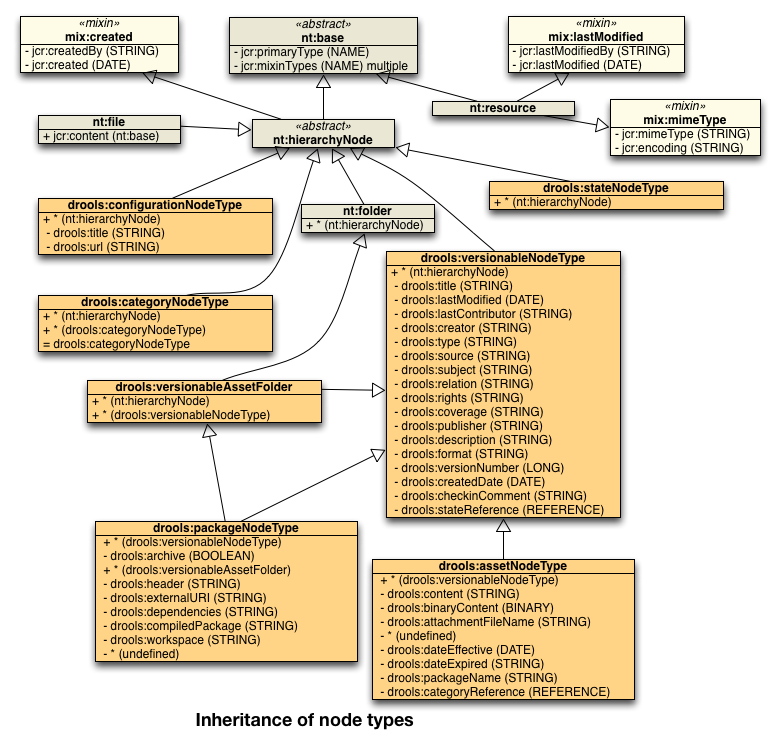 «mixin»
mix:created
- jcr:createdBy (STRING)
- jcr:created (DATE)
«abstract»
nt:base
- jcr:primaryType (NAME)
- jcr:mixinTypes (NAME) multiple
«mixin»
mix:lastModified
- jcr:lastModifiedBy (STRING)
- jcr:lastModified (DATE)
nt:resource
«mixin»
mix:mimeType
- jcr:mimeType (STRING)
- jcr:encoding (STRING)
nt:file
+ jcr:content (nt:base)
«abstract»
nt:hierarchyNode
drools:stateNodeType
+ * (nt:hierarchyNode)
drools:configurationNodeType
+ * (nt:hierarchyNode)
- drools:title (STRING)
- drools:url (STRING)
nt:folder
+ * (nt:hierarchyNode)
drools:versionableNodeType
+ * (nt:hierarchyNode)
- drools:title (STRING)
- drools:lastModified (DATE)
- drools:lastContributor (STRING)
- drools:creator (STRING)
- drools:type (STRING)
- drools:source (STRING)
- drools:subject (STRING)
- drools:relation (STRING)
- drools:rights (STRING)
- drools:coverage (STRING)
- drools:publisher (STRING)
- drools:description (STRING)
- drools:format (STRING)
- drools:versionNumber (LONG)
- drools:createdDate (DATE)
- drools:checkinComment (STRING)
- drools:stateReference (REFERENCE)
drools:categoryNodeType
+ * (nt:hierarchyNode)
+ * (drools:categoryNodeType)
= drools:categoryNodeType
drools:versionableAssetFolder
+ * (nt:hierarchyNode)
+ * (drools:versionableNodeType)
drools:packageNodeType
+ * (drools:versionableNodeType)
- drools:archive (BOOLEAN)
+ * (drools:versionableAssetFolder)
- drools:header (STRING)
- drools:externalURI (STRING)
- drools:dependencies (STRING)
- drools:compiledPackage (STRING)
- drools:workspace (STRING)
- * (undefined)
drools:assetNodeType
+ * (drools:versionableNodeType)
- drools:content (STRING)
- drools:binaryContent (BINARY)
- drools:attachmentFileName (STRING)
- * (undefined)
- drools:dateEffective (DATE)
- drools:dateExpired (STRING)
- drools:packageName (STRING)
- drools:categoryReference (REFERENCE)
Inheritance of node types